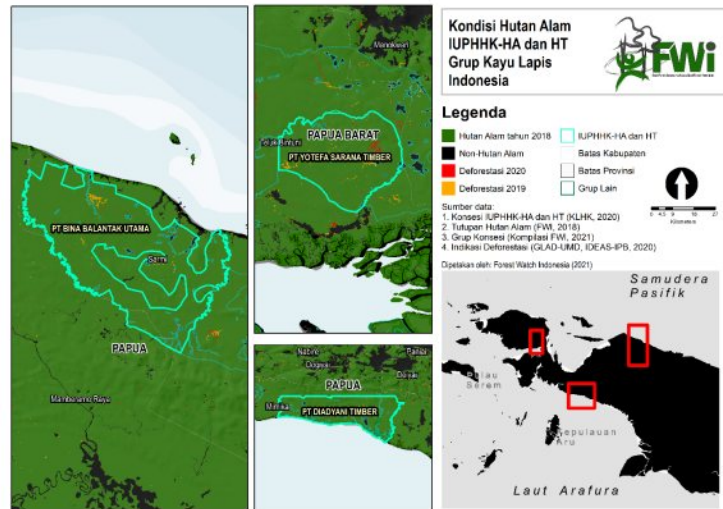 Kondisi Hutan Alam
IUPHHK-HA dan HT
Grup Kayu Lapis
Indonesia
FWi
Legenda
Hutan Alam tahun 2018
Non-Hutan Alam
Deforestasi 2020
Deforestasi 2019
IUPHHK-HA dan HT
Batas Kabupaten
Batas Provinsi
Grup Lain
Kilometers
Sumber data:
1. Konsesi IUPHHK-HA dan HT (KLHK, 2020)
2. Tutupan Hutan Alam (FWI, 2018)
3. Grup Konsesi (Kompilasi FWI, 2021)
4. Indikasi Deforestasi (GLAD-UMD, IDEAS-IPB, 2020)
Dipetakan oleh: Forest Watch Indonesia (2021)
PT BINA BALANTAK UTAMA
Sarmi
PAPUA
Mamberamo Raya
Manokwari
PAPUA BARAT
Teluk Bintuni
PT YOTEFA SARANA TIMBER
Nabire
Paniai
Dogiyai
Deiyai
PAPUA
Mimika
PT DIADYANI TIMBER
Samudera
Pasifik
Pulau
Seram
Kepulauan
Aru
Laut Arafura